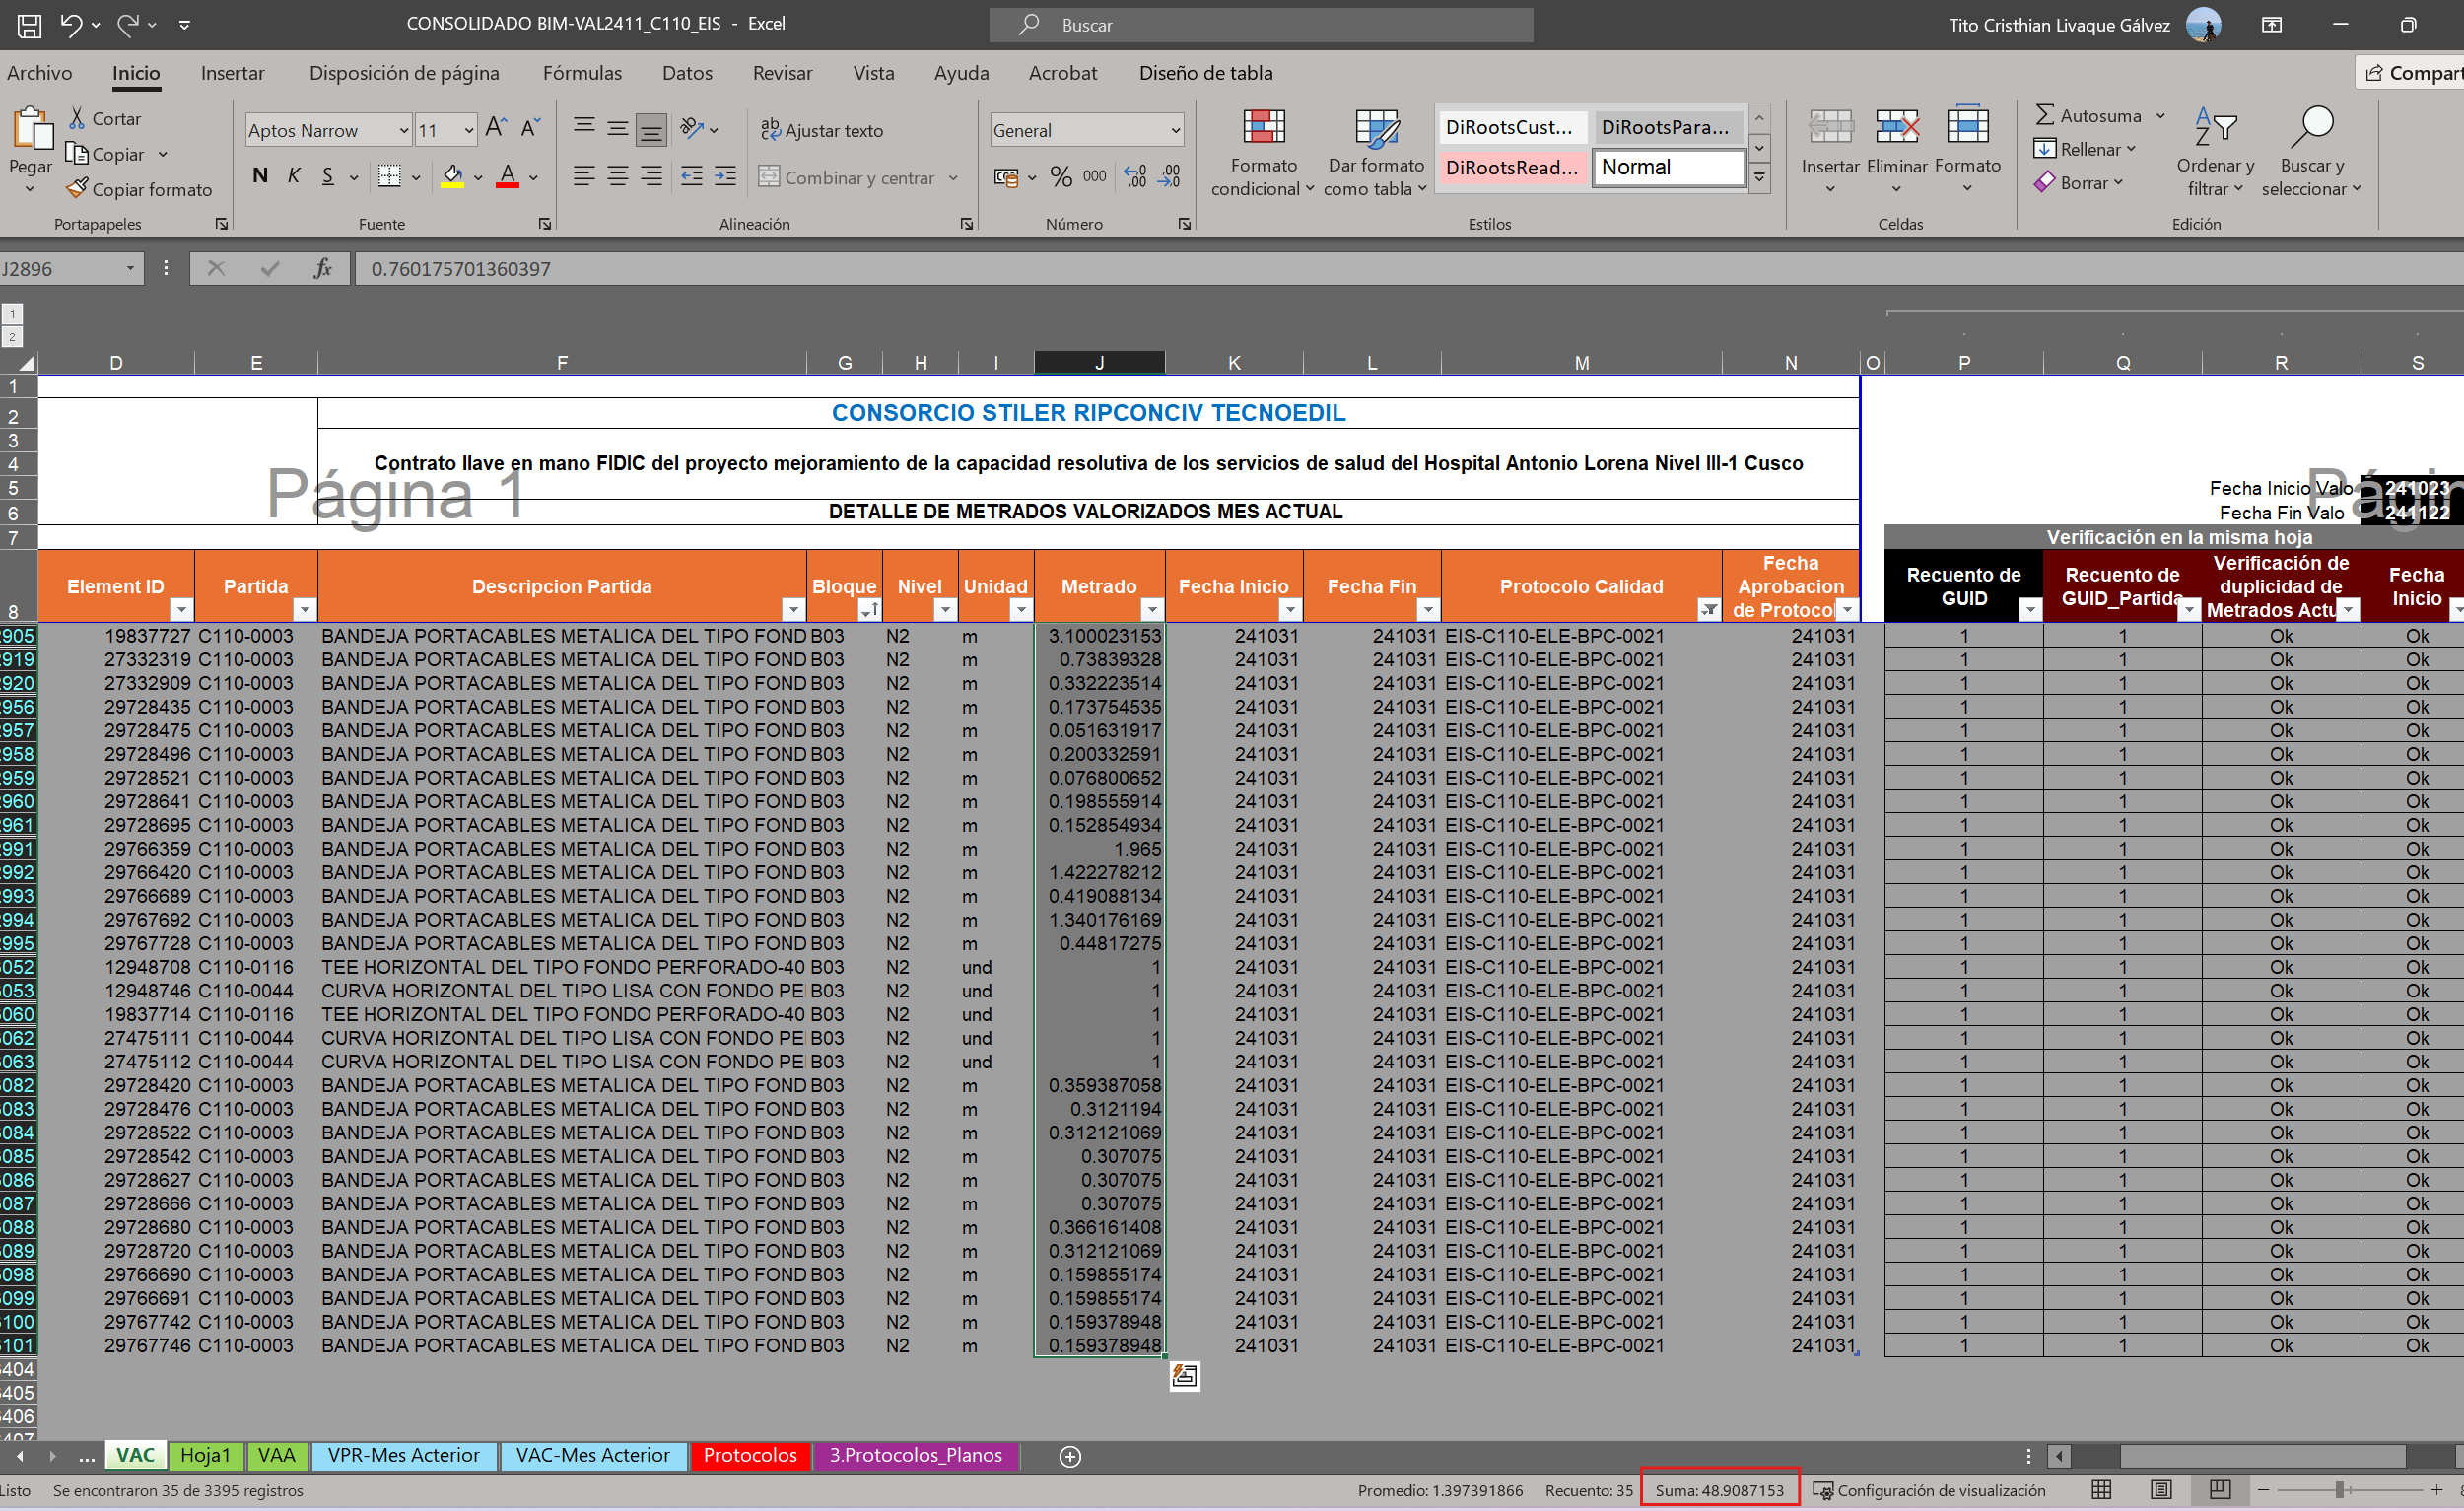 CONSOLIDADO BIM-VAL2411_C110_EIS - Excel
Buscar
Tito Cristhian Livaque Gálvez
Archivo Inicio Insertar Disposición de página Fórmulas Datos Revisar Vista Ayuda Acrobat Diseño de tabla
Cortar
Aptos Narrow 11 Ajustar texto General DiRootsCust... DiRootsPara... Autosuma
Copiar
Pegar Formato condicional Dar formato como tabla DiRootsRead... Normal Insertar Eliminar Formato Rellenar Ordenar y filtrar Buscar y seleccionar
Copiar formato N K S Combinar y centrar % 000 Borrar
Portapapeles Fuente Alineación Número Estilos Celdas Edición
J2896 fx 0.760175701360397
1
2
D E F G H I J K L M N O P Q R S
1
2 CONSORCIO STILER RIPCONCIV TECNOEDIL
3
4 Contrato llave en mano FIDIC del proyecto mejoramiento de la capacidad resolutiva de los servicios de salud del Hospital Antonio Lorena Nivel III-1 Cusco
Página 1
5 Fecha Inicio Valo 241023
6 DETALLE DE METRADOS VALORIZADOS MES ACTUAL Fecha Fin Valo 241122
7 Verificación en la misma hoja
8 Element ID Partida Descripcion Partida Bloque Nivel Unidad Metrado Fecha Inicio Fecha Fin Protocolo Calidad Fecha Aprobacion de Recuento de GUID Recuento de GUID_Partida Verificación de duplicidad de Metrados Fecha Inicio
2905 19837727 C110-0003 BANDEJA PORTACABLES METALICA DEL TIPO FOND B03 N2 m 3.100023153 241031 241031 EIS-C110-ELE-BPC-0021 241031 1 1 Ok Ok
2919 27332319 C110-0003 BANDEJA PORTACABLES METALICA DEL TIPO FOND B03 N2 m 0.73839328 241031 241031 EIS-C110-ELE-BPC-0021 241031 1 1 Ok Ok
2920 27332909 C110-0003 BANDEJA PORTACABLES METALICA DEL TIPO FOND B03 N2 m 0.332223514 241031 241031 EIS-C110-ELE-BPC-0021 241031 1 1 Ok Ok
2956 29728435 C110-0003 BANDEJA PORTACABLES METALICA DEL TIPO FOND B03 N2 m 0.173754535 241031 241031 EIS-C110-ELE-BPC-0021 241031 1 1 Ok Ok
2957 29728475 C110-0003 BANDEJA PORTACABLES METALICA DEL TIPO FOND B03 N2 m 0.051631917 241031 241031 EIS-C110-ELE-BPC-0021 241031 1 1 Ok Ok
2958 29728496 C110-0003 BANDEJA PORTACABLES METALICA DEL TIPO FOND B03 N2 m 0.200332591 241031 241031 EIS-C110-ELE-BPC-0021 241031 1 1 Ok Ok
2959 29728521 C110-0003 BANDEJA PORTACABLES METALICA DEL TIPO FOND B03 N2 m 0.076800652 241031 241031 EIS-C110-ELE-BPC-0021 241031 1 1 Ok Ok
2960 29728641 C110-0003 BANDEJA PORTACABLES METALICA DEL TIPO FOND B03 N2 m 0.198555914 241031 241031 EIS-C110-ELE-BPC-0021 241031 1 1 Ok Ok
2961 29728695 C110-0003 BANDEJA PORTACABLES METALICA DEL TIPO FOND B03 N2 m 0.152854934 241031 241031 EIS-C110-ELE-BPC-0021 241031 1 1 Ok Ok
2991 29766359 C110-0003 BANDEJA PORTACABLES METALICA DEL TIPO FOND B03 N2 m 1.965 241031 241031 EIS-C110-ELE-BPC-0021 241031 1 1 Ok Ok
2992 29766420 C110-0003 BANDEJA PORTACABLES METALICA DEL TIPO FOND B03 N2 m 1.422278212 241031 241031 EIS-C110-ELE-BPC-0021 241031 1 1 Ok Ok
2993 29766689 C110-0003 BANDEJA PORTACABLES METALICA DEL TIPO FOND B03 N2 m 0.419088134 241031 241031 EIS-C110-ELE-BPC-0021 241031 1 1 Ok Ok
2994 29767692 C110-0003 BANDEJA PORTACABLES METALICA DEL TIPO FOND B03 N2 m 1.340176169 241031 241031 EIS-C110-ELE-BPC-0021 241031 1 1 Ok Ok
2995 29767728 C110-0003 BANDEJA PORTACABLES METALICA DEL TIPO FOND B03 N2 m 0.44817275 241031 241031 EIS-C110-ELE-BPC-0021 241031 1 1 Ok Ok
052 12948708 C110-0116 TEE HORIZONTAL DEL TIPO FONDO PERFORADO-40 B03 N2 und 1 241031 241031 EIS-C110-ELE-BPC-0021 241031 1 1 Ok Ok
053 12948746 C110-0044 CURVA HORIZONTAL DEL TIPO LISA CON FONDO PE B03 N2 und 1 241031 241031 EIS-C110-ELE-BPC-0021 241031 1 1 Ok Ok
060 19837714 C110-0116 TEE HORIZONTAL DEL TIPO FONDO PERFORADO-40 B03 N2 und 1 241031 241031 EIS-C110-ELE-BPC-0021 241031 1 1 Ok Ok
062 27475111 C110-0044 CURVA HORIZONTAL DEL TIPO LISA CON FONDO PE B03 N2 und 1 241031 241031 EIS-C110-ELE-BPC-0021 241031 1 1 Ok Ok
063 27475112 C110-0044 CURVA HORIZONTAL DEL TIPO LISA CON FONDO PE B03 N2 und 1 241031 241031 EIS-C110-ELE-BPC-0021 241031 1 1 Ok Ok
082 29728420 C110-0003 BANDEJA PORTACABLES METALICA DEL TIPO FOND B03 N2 m 0.359387058 241031 241031 EIS-C110-ELE-BPC-0021 241031 1 1 Ok Ok
083 29728476 C110-0003 BANDEJA PORTACABLES METALICA DEL TIPO FOND B03 N2 m 0.3121194 241031 241031 EIS-C110-ELE-BPC-0021 241031 1 1 Ok Ok
084 29728522 C110-0003 BANDEJA PORTACABLES METALICA DEL TIPO FOND B03 N2 m 0.312121069 241031 241031 EIS-C110-ELE-BPC-0021 241031 1 1 Ok Ok
085 29728542 C110-0003 BANDEJA PORTACABLES METALICA DEL TIPO FOND B03 N2 m 0.307075 241031 241031 EIS-C110-ELE-BPC-0021 241031 1 1 Ok Ok
086 29728627 C110-0003 BANDEJA PORTACABLES METALICA DEL TIPO FOND B03 N2 m 0.307075 241031 241031 EIS-C110-ELE-BPC-0021 241031 1 1 Ok Ok
087 29728666 C110-0003 BANDEJA PORTACABLES METALICA DEL TIPO FOND B03 N2 m 0.307075 241031 241031 EIS-C110-ELE-BPC-0021 241031 1 1 Ok Ok
088 29728680 C110-0003 BANDEJA PORTACABLES METALICA DEL TIPO FOND B03 N2 m 0.366161408 241031 241031 EIS-C110-ELE-BPC-0021 241031 1 1 Ok Ok
089 29728720 C110-0003 BANDEJA PORTACABLES METALICA DEL TIPO FOND B03 N2 m 0.312121069 241031 241031 EIS-C110-ELE-BPC-0021 241031 1 1 Ok Ok
098 29766690 C110-0003 BANDEJA PORTACABLES METALICA DEL TIPO FOND B03 N2 m 0.159855174 241031 241031 EIS-C110-ELE-BPC-0021 241031 1 1 Ok Ok
099 29766691 C110-0003 BANDEJA PORTACABLES METALICA DEL TIPO FOND B03 N2 m 0.159855174 241031 241031 EIS-C110-ELE-BPC-0021 241031 1 1 Ok Ok
100 29767742 C110-0003 BANDEJA PORTACABLES METALICA DEL TIPO FOND B03 N2 m 0.159378948 241031 241031 EIS-C110-ELE-BPC-0021 241031 1 1 Ok Ok
101 29767746 C110-0003 BANDEJA PORTACABLES METALICA DEL TIPO FOND B03 N2 m 0.159378948 241031 241031 EIS-C110-ELE-BPC-0021 241031 1 1 Ok Ok
404
405
406
... VAC Hoja1 VAA VPR-Mes Acterior VAC-Mes Acterior Protocolos 3.Protocolos_Planos
Listo Se encontraron 35 de 3395 registros Promedio: 1.397391866 Recuento: 35 Suma: 48.9087153 Configuración de visualización